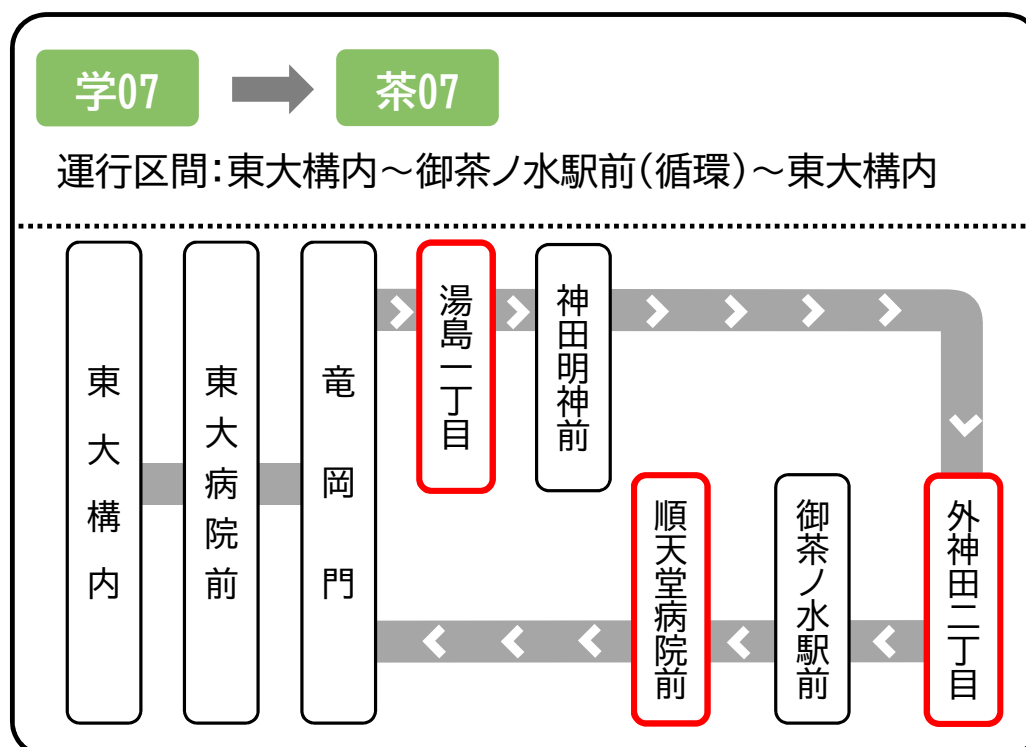 学07
茶07
運行区間：東大構内～御茶ノ水駅前（循環）～東大構内
東大構内
東大病院前
竜岡門
湯島一丁目
神田明神前
外神田二丁目
御茶ノ水駅前
順天堂病院前